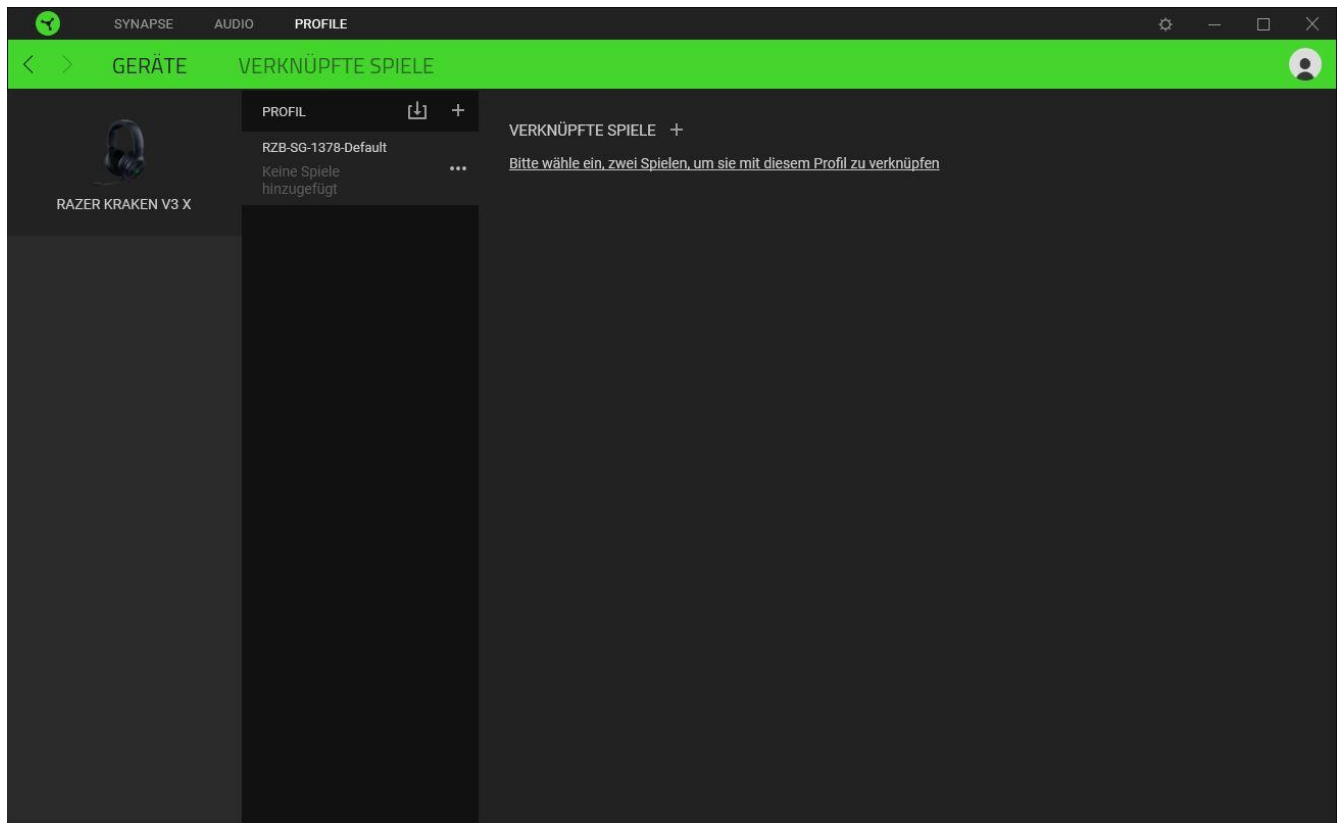 SYNAPSE AUDIO PROFILE
GERÄTE VERKNÜPFTE SPIELE
RAZER KRAKEN V3 X
PROFIL
RZB-SG-1378-Default
Keine Spiele
hinzugefügt
VERKNÜPFTE SPIELE
Bitte wähle ein, zwei Spielen, um sie mit diesem Profil zu verknüpfen